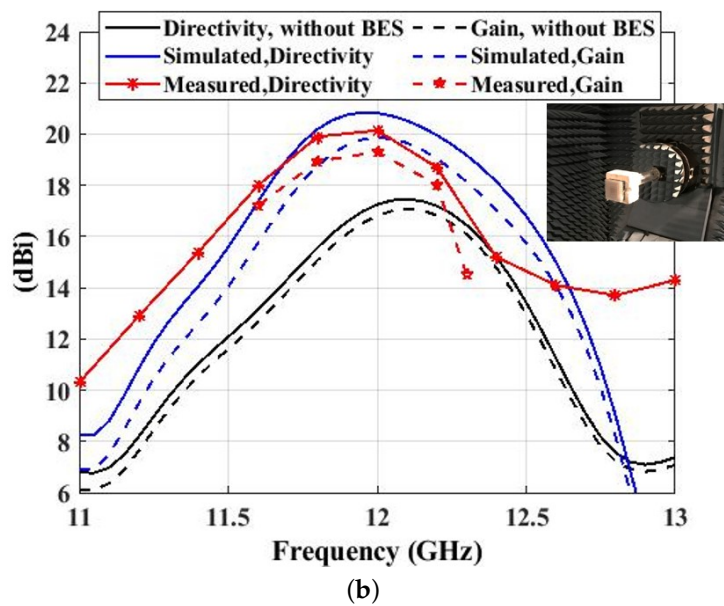 Directivity, without BES
Gain, without BES
Simulated,Directivity
Simulated,Gain
Measured,Directivity
Measured,Gain
24
22
20
18
16
14
12
10
8
6
(dBi)
11
11.5
12
12.5
13
Frequency (GHz)
(b)